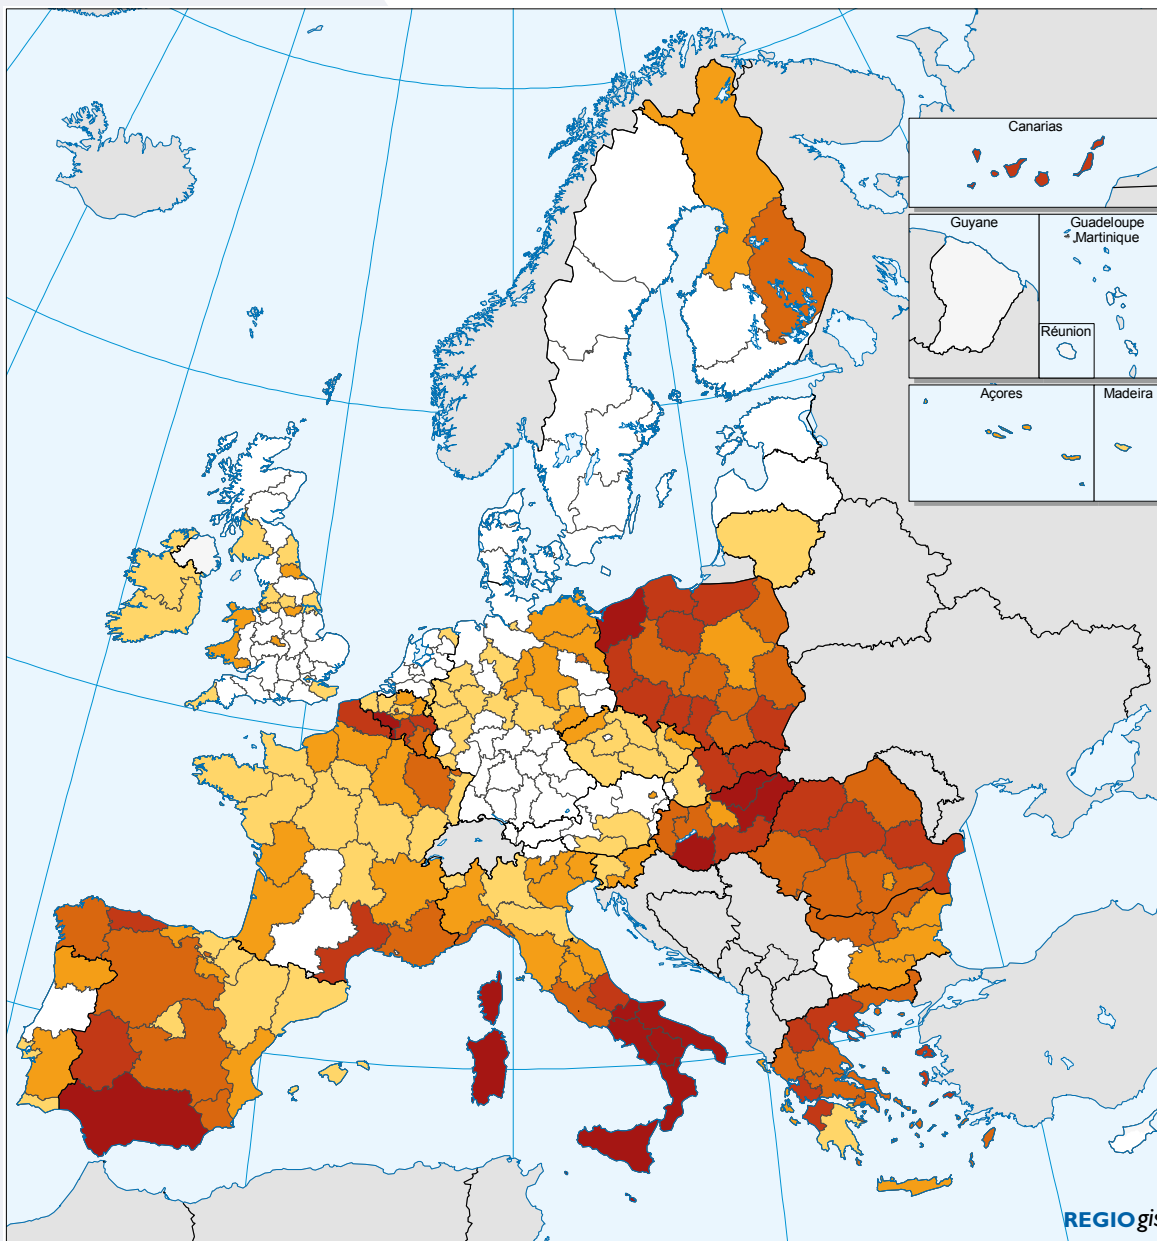 Canarias
Guyane
Guadeloupe
Martinique
Réunion
Açores
Madeira
REGIOgis